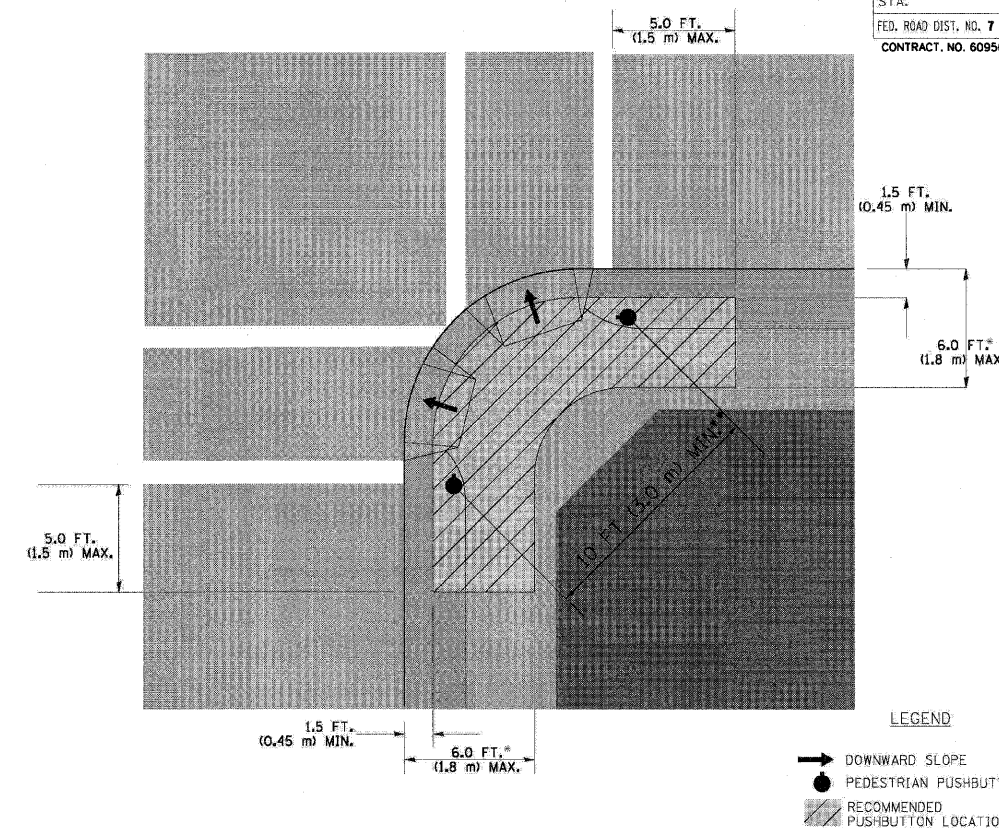 STA.
FED. ROAD DIST. NO. 7
CONTRACT. NO. 6095
5.0 FT.
(1.5 m) MAX.
1.5 FT.
(0.45 m) MIN.
6.0 FT.*
(1.8 m) MAX
10 FT (3.0 m) MIN.**
5.0 FT.
(1.5 m) MAX.
1.5 FT.
(0.45 m) MIN.
6.0 FT.*
(1.8 m) MAX.
LEGEND
DOWNWARD SLOPE
PEDESTRIAN PUSHBUT
RECOMMENDED
PUSHBUTTON LOCATIO